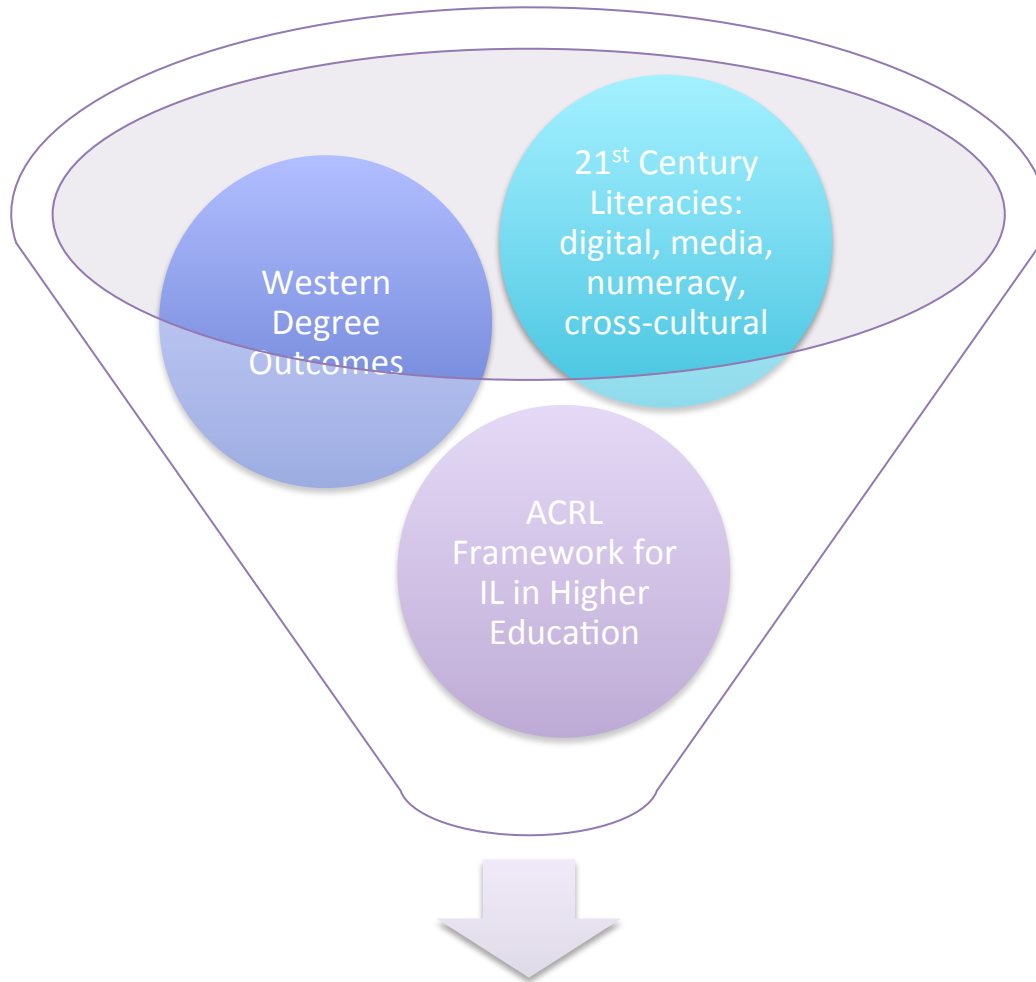 Western
Degree
Outcomes
21st Century
Literacies:
digital, media,
numeracy,
cross-cultural
ACRL
Framework for
IL in Higher
Education